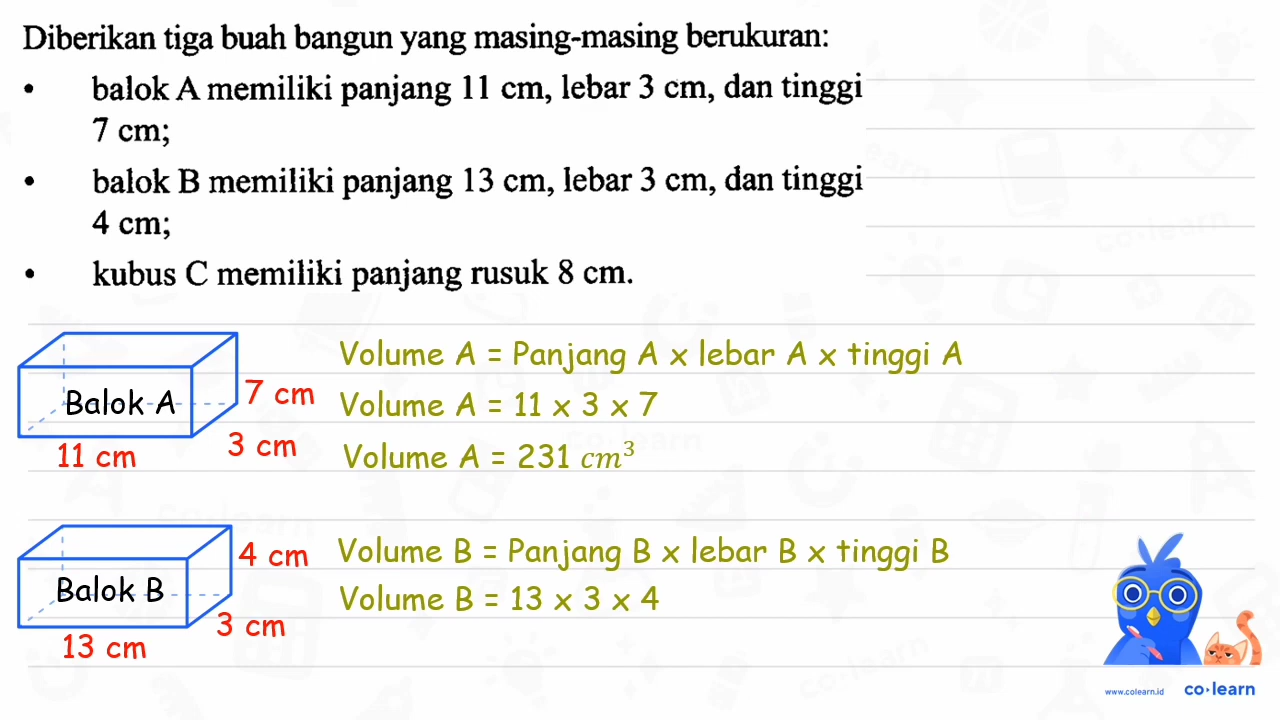 Diberikan tiga buah bangun yang masing-masing berukuran:
• balok A memiliki panjang 11 cm, lebar 3 cm, dan tinggi
7 cm;
• balok B memiliki panjang 13 cm, lebar 3 cm, dan tinggi
4 cm;
• kubus C memiliki panjang rusuk 8 cm.
Balok A
7 cm
3 cm
11 cm
Volume A = Panjang A x lebar A x tinggi A
Volume A = 11 x 3 x 7
Volume A = 231 cm³
Balok B
4 cm
3 cm
13 cm
Volume B = Panjang B x lebar B x tinggi B
Volume B = 13 x 3 x 4
www.colearn.id
co·learn